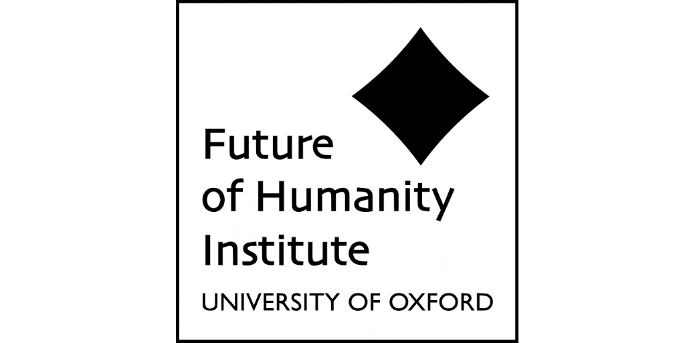 Future
of Humanity
Institute
UNIVERSITY OF OXFORD